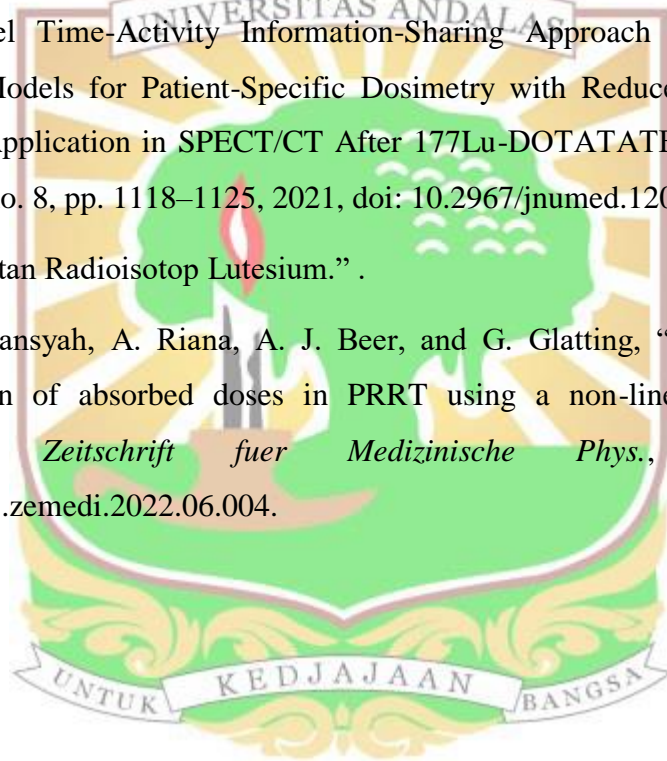 UNIVERSITAS ANDALAS
el Time-Activity Information-Sharing Approach
Models for Patient-Specific Dosimetry with Reduce
Application in SPECT/CT After 177Lu-DOTATATE
o. 8, pp. 1118–1125, 2021, doi: 10.2967/jnumed.120
tan Radioisotop Lutesium.” .
ansyah, A. Riana, A. J. Beer, and G. Glatting, “
n of absorbed doses in PRRT using a non-line
Zeitschrift fuer Medizinische Phys.,
.zemedi.2022.06.004.
UNTUK KEDJAJAAN BANGSA